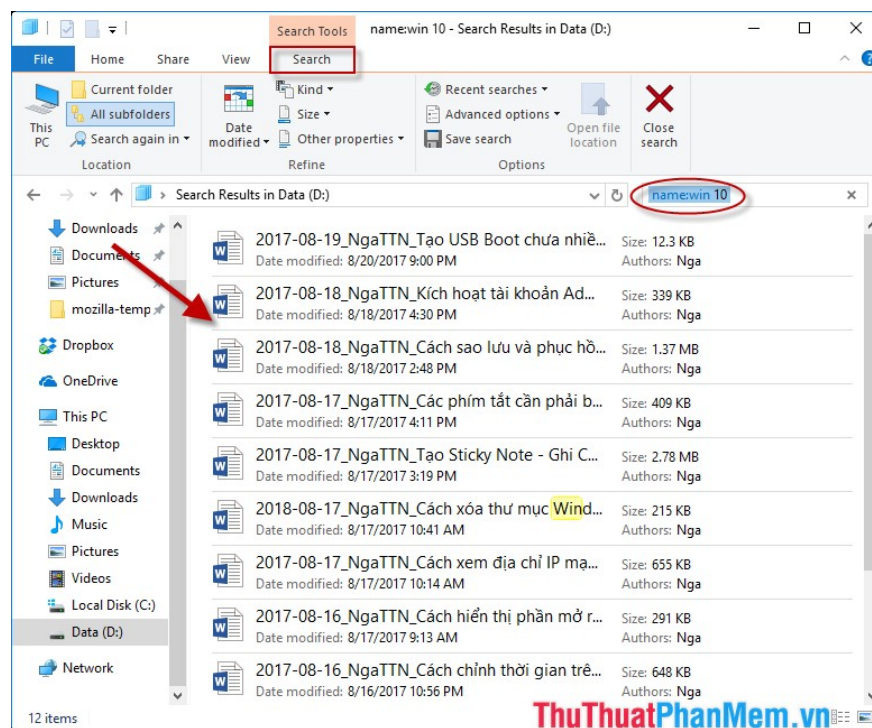 Search Tools
name:win 10 - Search Results in Data (D:)
File Home Share View Search
This PC
Current folder
All subfolders
Search again in
Location
Date modified
Kind
Size
Other properties
Refine
Recent searches
Advanced options
Save search
Open file location
Options
Close search
Search Results in Data (D:)
name:win 10
Downloads
Documents
Pictures
mozilla-temp
Dropbox
OneDrive
This PC
Desktop
Documents
Downloads
Music
Pictures
Videos
Local Disk (C:)
Data (D:)
Network
2017-08-19_NgaTTN_Tạo USB Boot chưa nhiề... Size: 12.3 KB
Date modified: 8/20/2017 9:00 PM Authors: Nga
2017-08-18_NgaTTN_Kích hoạt tài khoản Ad... Size: 339 KB
Date modified: 8/18/2017 4:30 PM Authors: Nga
2017-08-18_NgaTTN_Cách sao lưu và phục hồ... Size: 1.37 MB
Date modified: 8/18/2017 2:48 PM Authors: Nga
2017-08-17_NgaTTN_Các phím tắt cần phải b... Size: 409 KB
Date modified: 8/17/2017 4:11 PM Authors: Nga
2017-08-17_NgaTTN_Tạo Sticky Note - Ghi C... Size: 2.78 MB
Date modified: 8/17/2017 3:19 PM Authors: Nga
2018-08-17_NgaTTN_Cách xóa thư mục Wind... Size: 215 KB
Date modified: 8/17/2017 10:41 AM Authors: Nga
2017-08-17_NgaTTN_Cách xem địa chỉ IP mạ... Size: 655 KB
Date modified: 8/17/2017 10:14 AM Authors: Nga
2017-08-16_NgaTTN_Cách hiển thị phần mở r... Size: 291 KB
Date modified: 8/17/2017 9:13 AM Authors: Nga
2017-08-16_NgaTTN_Cách chỉnh thời gian trê... Size: 648 KB
Date modified: 8/16/2017 10:56 PM Authors: Nga
12 items
ThuThuatPhanMem.vn